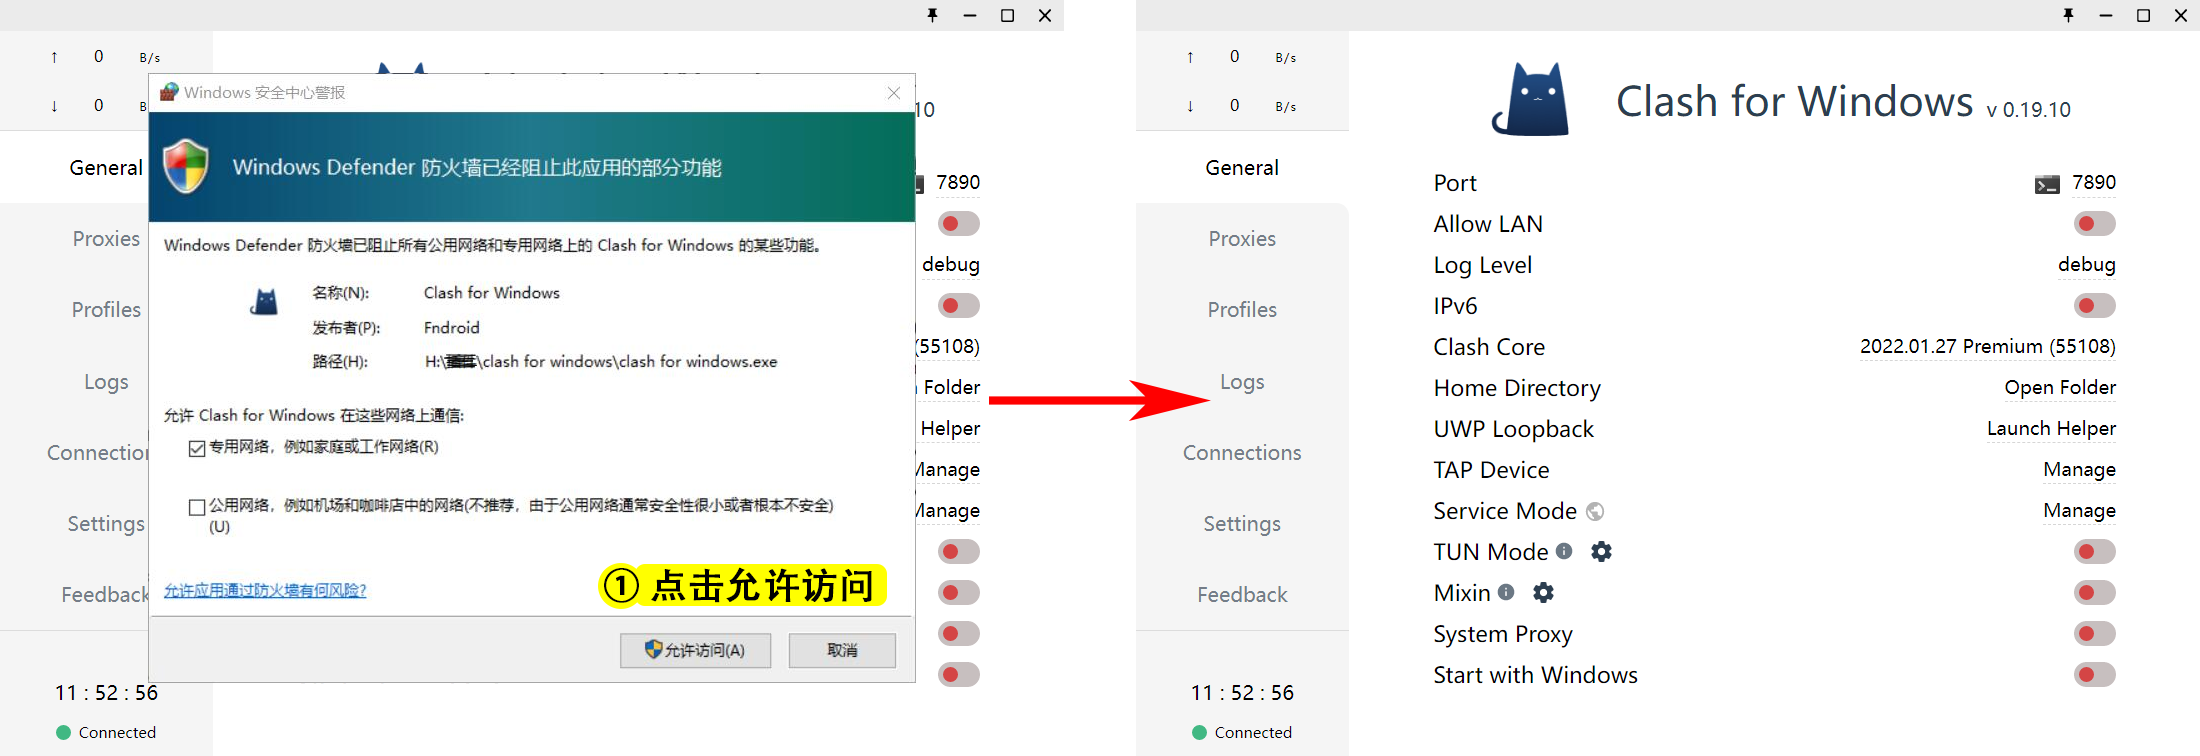 ↑ 0 B/s
↓ 0 B/
10
General
Proxies
Profiles
Logs
Connection
Settings
Feedback
11 : 52 : 56
Connected
Windows 安全中心警报
Windows Defender 防火墙已经阻止此应用的部分功能
Windows Defender 防火墙已阻止所有公用网络和专用网络上的 Clash for Windows 的某些功能。
名称(N): Clash for Windows
发布者(P): Fndroid
路径(H): H:\ \clash for windows\clash for windows.exe
允许 Clash for Windows 在这些网络上通信:
专用网络，例如家庭或工作网络(R)
公用网络，例如机场和咖啡店中的网络(不推荐，由于公用网络通常安全性很小或者根本不安全)
(U)
允许应用通过防火墙有何风险?
① 点击允许访问
允许访问(A) 取消
7890
debug
(55108)
Folder
Helper
Manage
Manage
↑ 0 B/s
↓ 0 B/s
General
Proxies
Profiles
Logs
Connections
Settings
Feedback
11 : 52 : 56
Connected
Clash for Windows v 0.19.10
Port 7890
Allow LAN
Log Level debug
IPv6
Clash Core 2022.01.27 Premium (55108)
Home Directory Open Folder
UWP Loopback Launch Helper
TAP Device Manage
Service Mode Manage
TUN Mode
Mixin
System Proxy
Start with Windows